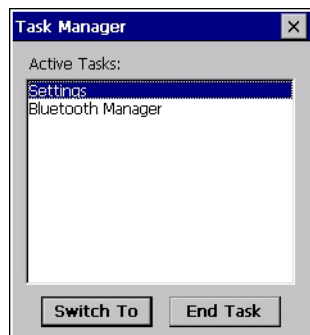 Task Manager
Active Tasks:
Settings
Bluetooth Manager
Switch To End Task